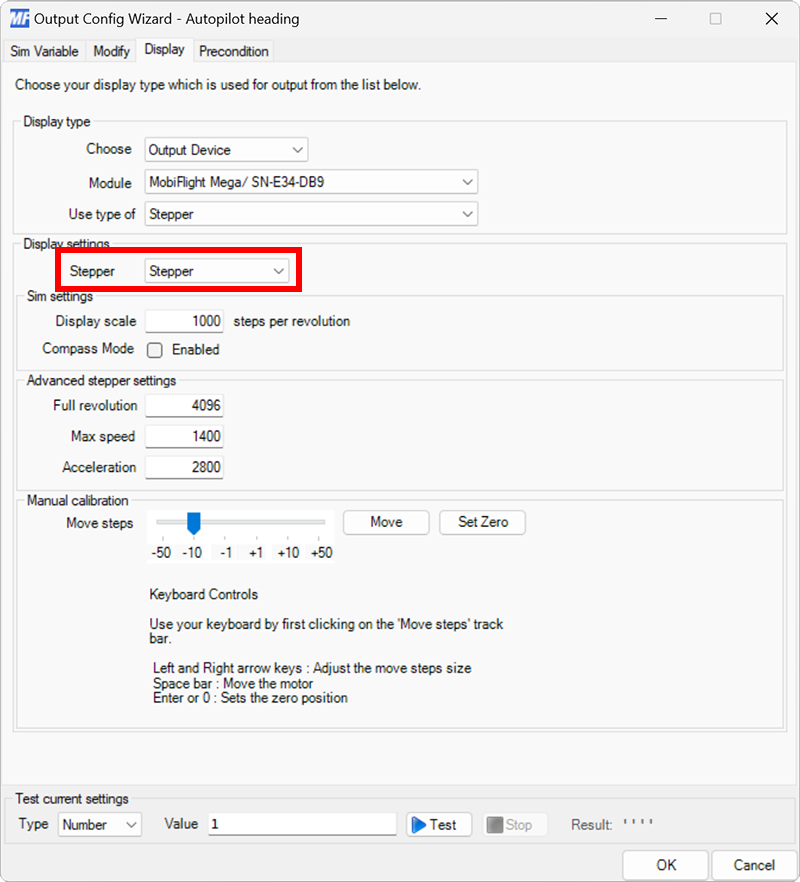 MF Output Config Wizard - Autopilot heading
Sim Variable Modify Display Precondition
Choose your display type which is used for output from the list below.
Display type
Choose Output Device
Module MobiFlight Mega/ SN-E34-DB9
Use type of Stepper
Display settings
Stepper Stepper
Sim settings
Display scale 1000 steps per revolution
Compass Mode Enabled
Advanced stepper settings
Full revolution 4096
Max speed 1400
Acceleration 2800
Manual calibration
Move steps Move Set Zero
-50 -10 -1 +1 +10 +50
Keyboard Controls
Use your keyboard by first clicking on the 'Move steps' track
bar.
Left and Right arrow keys : Adjust the move steps size
Space bar : Move the motor
Enter or 0 : Sets the zero position
Test current settings
Type Number Value 1 Test Stop Result: ' ' ' '
OK Cancel